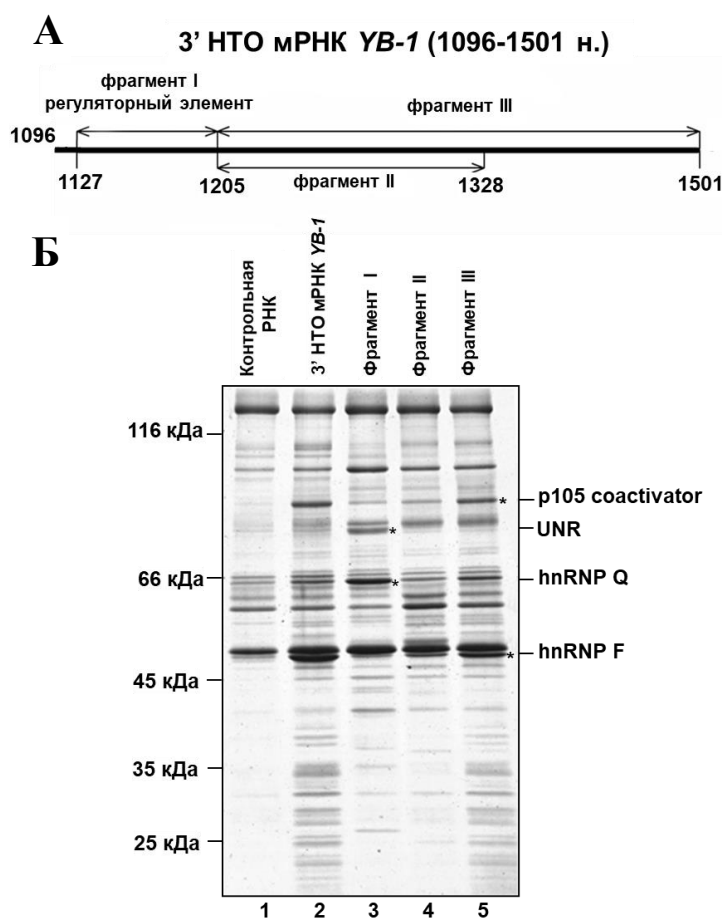 А
3’ НТО мРНК YB-1 (1096-1501 н.)
фрагмент I
регуляторный элемент
фрагмент III
1096
1127
1205
фрагмент II
1328
1501
Б
Контрольная
РНК
3’ НТО мРНК YB-1
Фрагмент I
Фрагмент II
Фрагмент III
116 кДа
66 кДа
45 кДа
35 кДа
25 кДа
* p105 coactivator
* UNR
* hnRNP Q
* hnRNP F
1 2 3 4 5